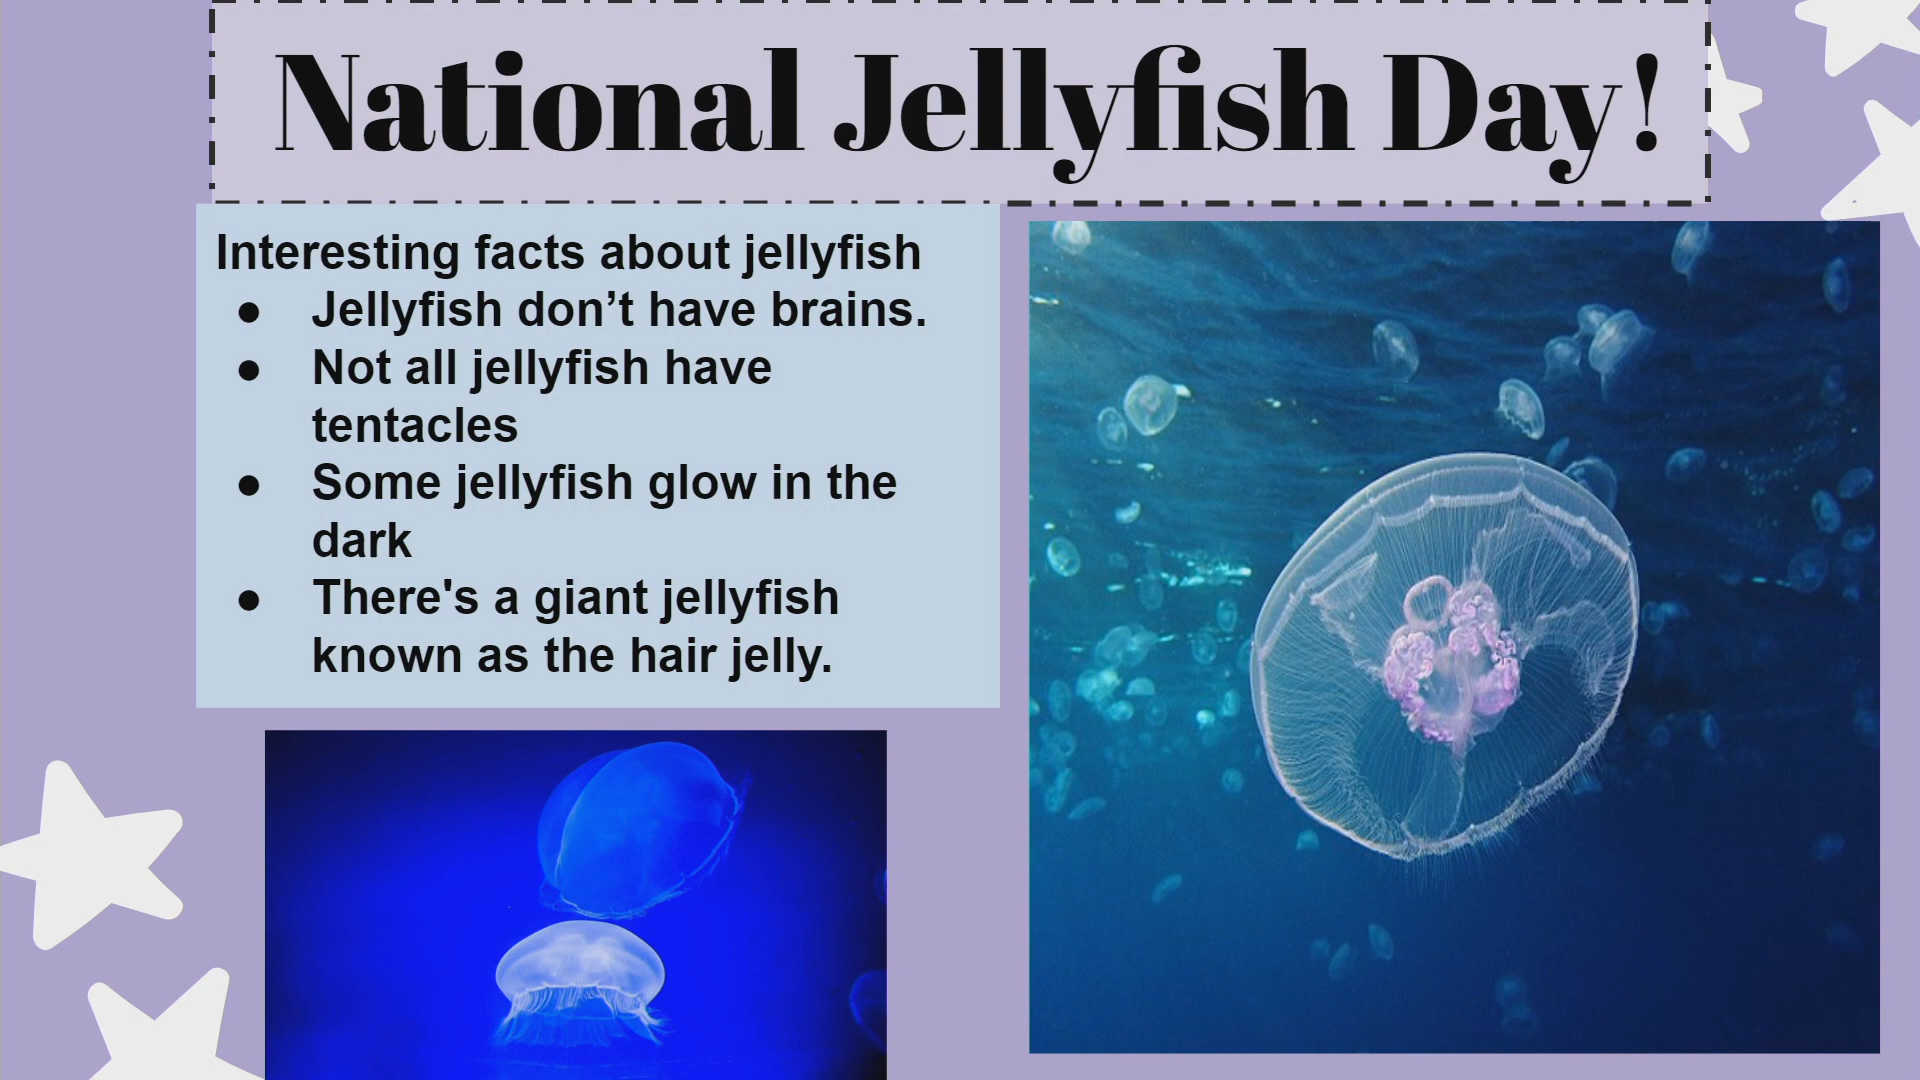 National Jellyfish Day!
Interesting facts about jellyfish
● Jellyfish don’t have brains.
● Not all jellyfish have
tentacles
● Some jellyfish glow in the
dark
● There's a giant jellyfish
known as the hair jelly.